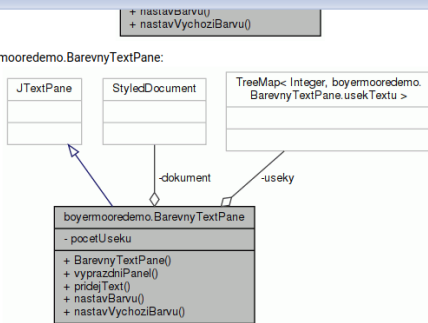 + nastavBarvu()
+ nastavVychoziBarvu()
mooredemo.BarevnyTextPane:
JTextPane
StyledDocument
TreeMap< Integer, boyermooredemo.
BarevnyTextPane.usekTextu >
-dokument
-useky
boyermooredemo.BarevnyTextPane
- pocetUseku
+ BarevnyTextPane()
+ vyprazdniPanel()
+ pridejText()
+ nastavBarvu()
+ nastavVychoziBarvu()